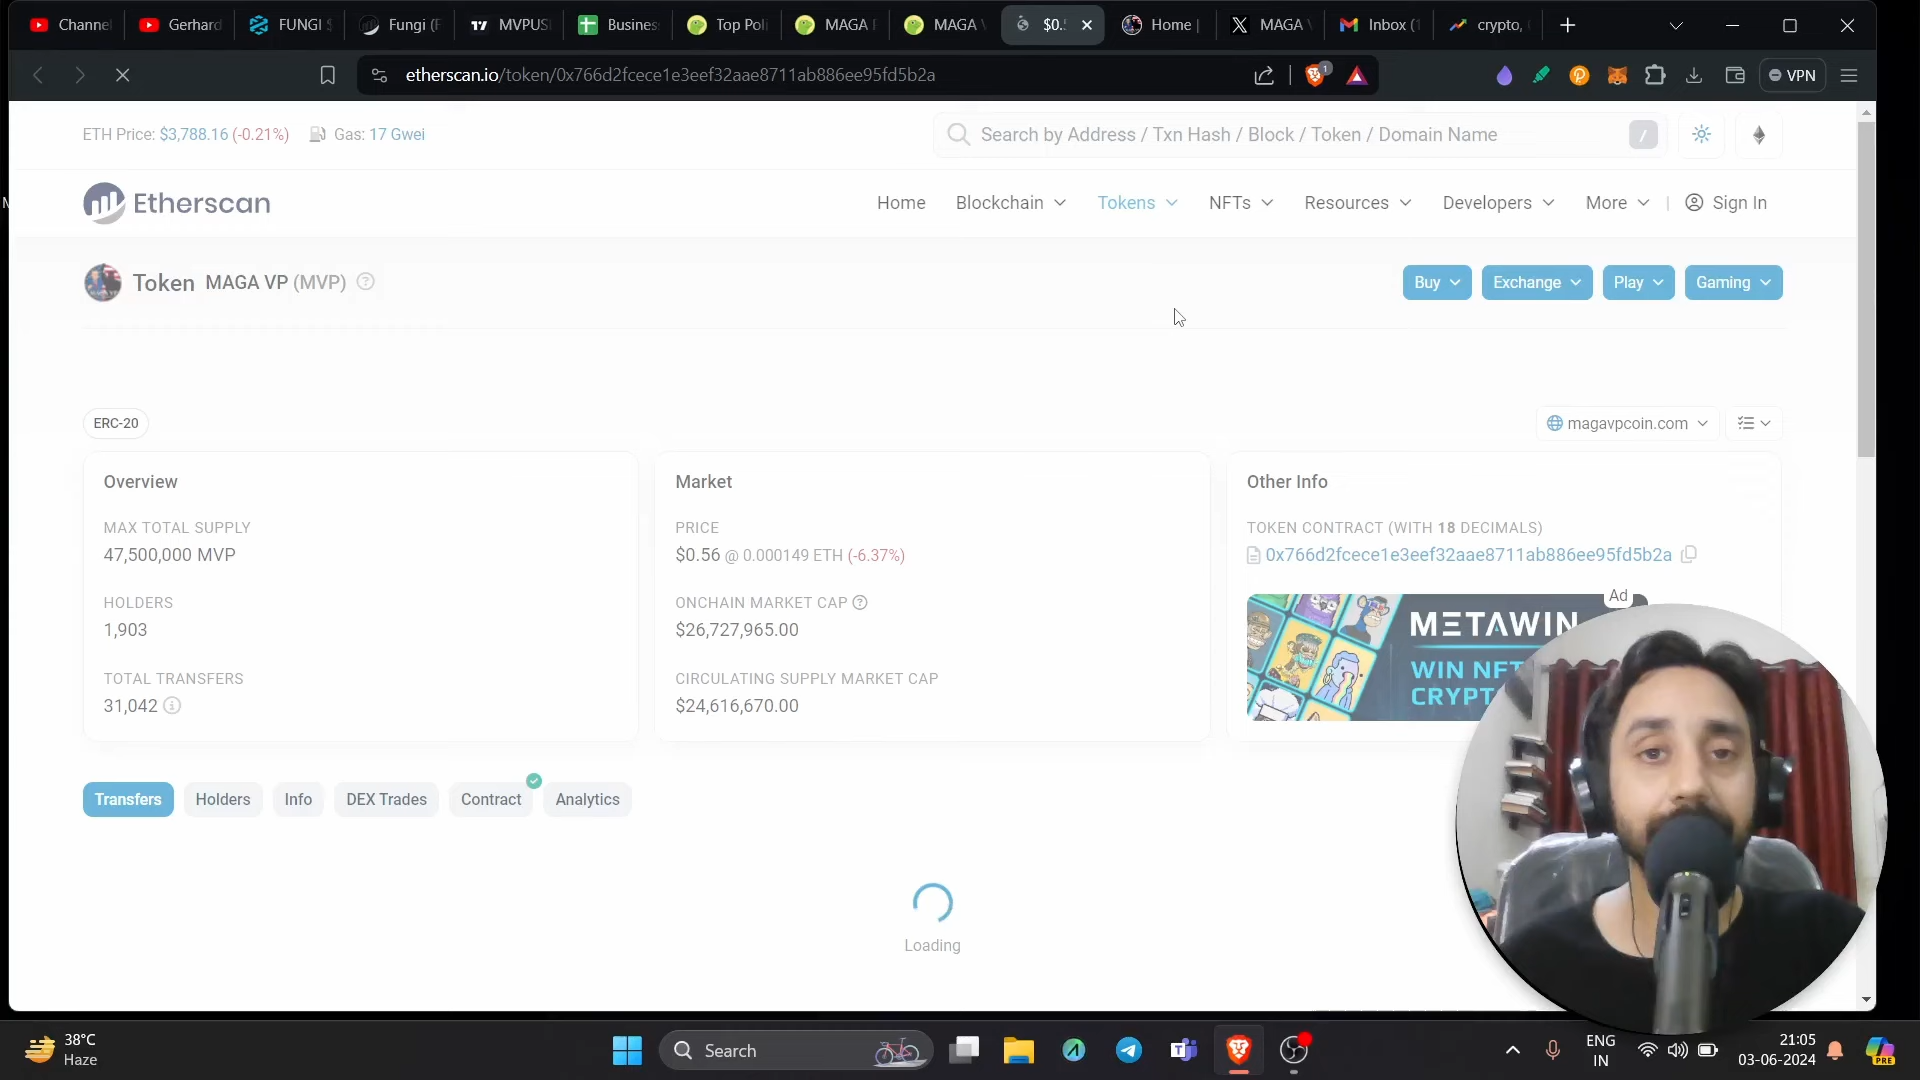 Channe
Gerhard
FUNGI $
Fungi (F
MVPUS
Busines
Top Poli
MAGA
MAGA V
$0.
Home |
MAGA V
Inbox (1
crypto,
etherscan.io/token/0x766d2fcece1e3eef32aae8711ab886ee95fd5b2a
1
VPN
ETH Price: $3,788.16 (-0.21%) Gas: 17 Gwei
Search by Address / Txn Hash / Block / Token / Domain Name
/
Etherscan
Home
Blockchain
Tokens
NFTs
Resources
Developers
More
Sign In
Token MAGA VP (MVP)
Buy
Exchange
Play
Gaming
ERC-20
magavpcoin.com
Overview
MAX TOTAL SUPPLY
47,500,000 MVP
HOLDERS
1,903
TOTAL TRANSFERS
31,042
Market
PRICE
$0.56 @ 0.000149 ETH (-6.37%)
ONCHAIN MARKET CAP
$26,727,965.00
CIRCULATING SUPPLY MARKET CAP
$24,616,670.00
Other Info
TOKEN CONTRACT (WITH 18 DECIMALS)
0x766d2fcece1e3eef32aae8711ab886ee95fd5b2a
Ad
METAWIN
WIN NF
CRYPT
Transfers
Holders
Info
DEX Trades
Contract
Analytics
Loading
38°C
Haze
Search
ENG
IN
21:05
03-06-2024
PRE